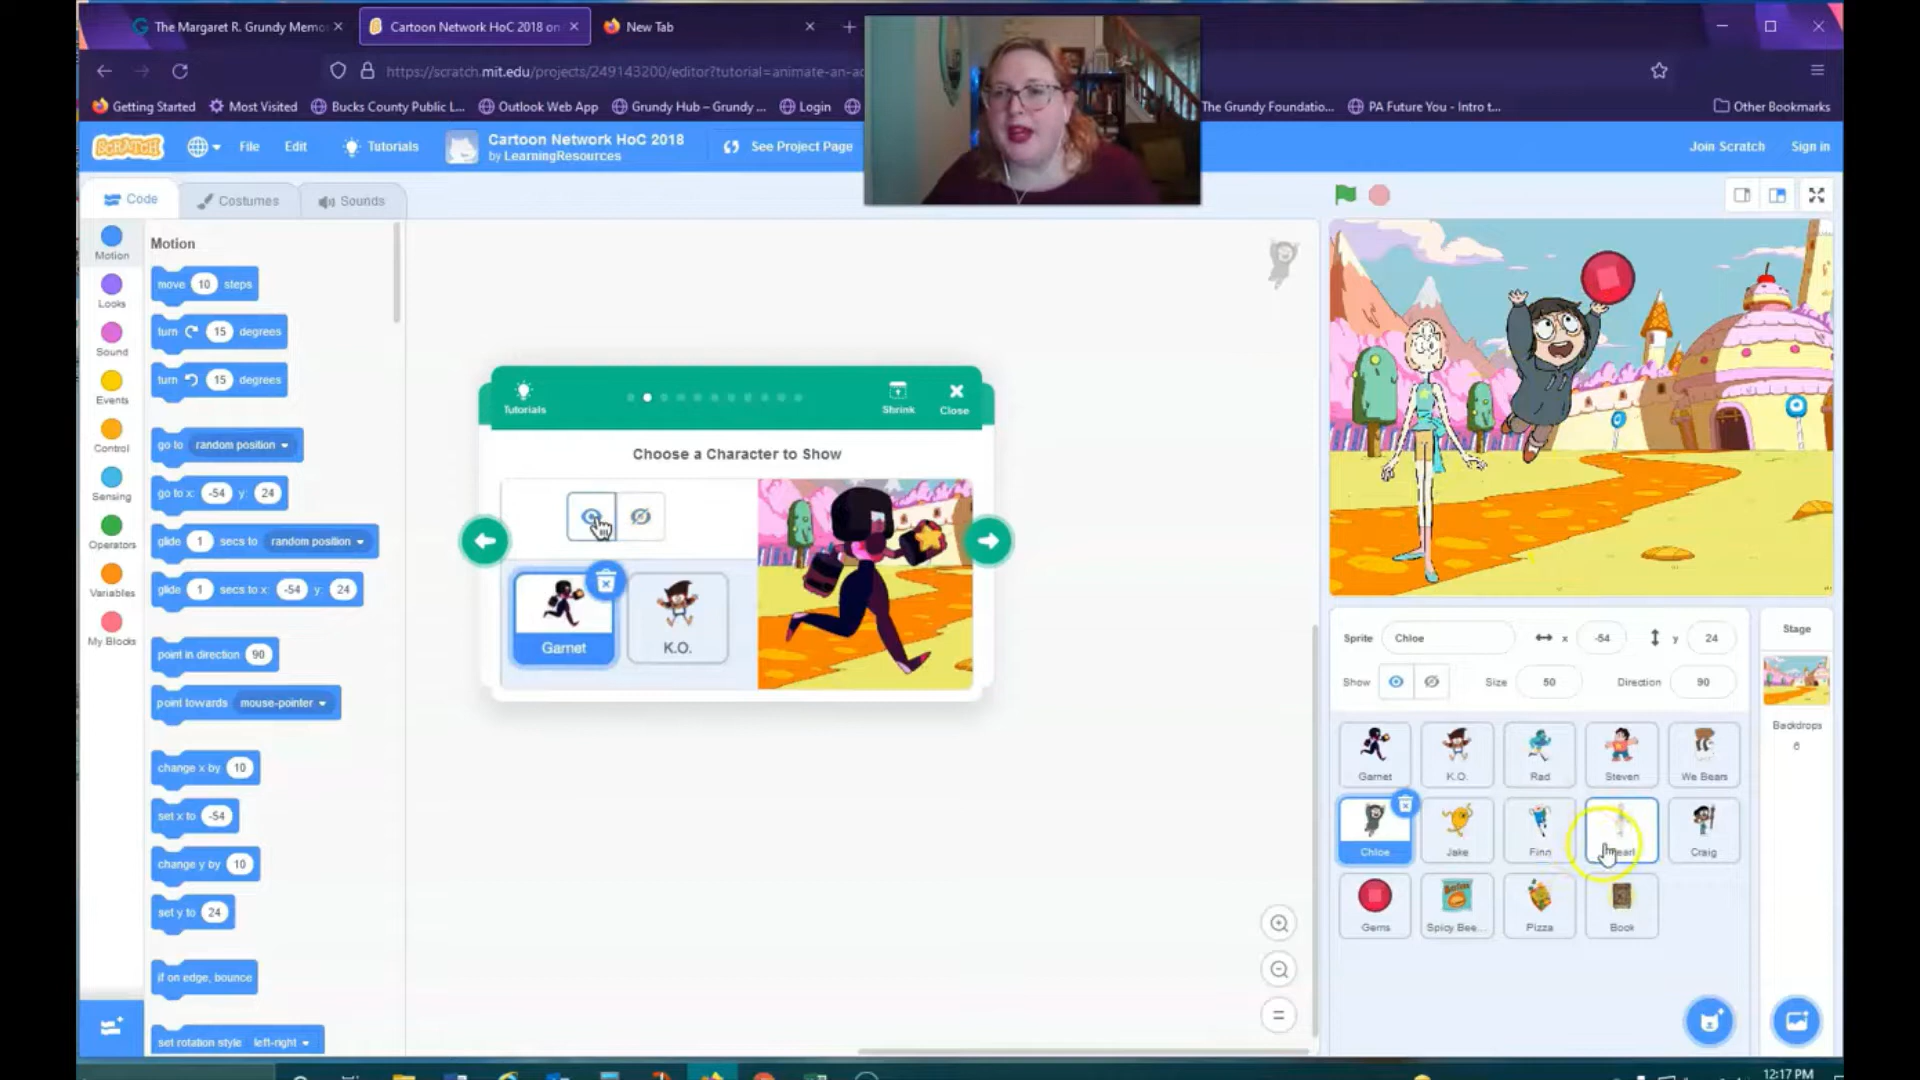 The Margaret R. Grundy Memo
Cartoon Network HoC 2018 on
New Tab
https://scratch.mit.edu/projects/249143200/editor?tutorial=animate-an-ad
Getting Started
Most Visited
Bucks County Public L...
Outlook Web App
Grundy Hub – Grundy ...
Login
The Grundy Foundatio...
PA Future You - Intro t...
Other Bookmarks
SCRATCH
File
Edit
Tutorials
Cartoon Network HoC 2018
by LearningResources
See Project Page
Join Scratch
Sign in
Code
Costumes
Sounds
Motion
Looks
Sound
Events
Control
Sensing
Operators
Variables
My Blocks
Motion
move 10 steps
turn 15 degrees
turn 15 degrees
go to random position
go to x: -54 y: 24
glide 1 secs to random position
glide 1 secs to x: -54 y: 24
point in direction 90
point towards mouse-pointer
change x by 10
set x to -54
change y by 10
set y to 24
if on edge, bounce
set rotation style left-right
Tutorials
Shrink
Close
Choose a Character to Show
Garnet
K.O.
Sprite Chloe x -54 y 24
Show Size 50 Direction 90
Garnet
K.O.
Rad
Steven
We Bears
Chloe
Jake
Finn
Craig
Gems
Spicy Bee...
Pizza
Book
Stage
Backdrops
6
12:17 PM